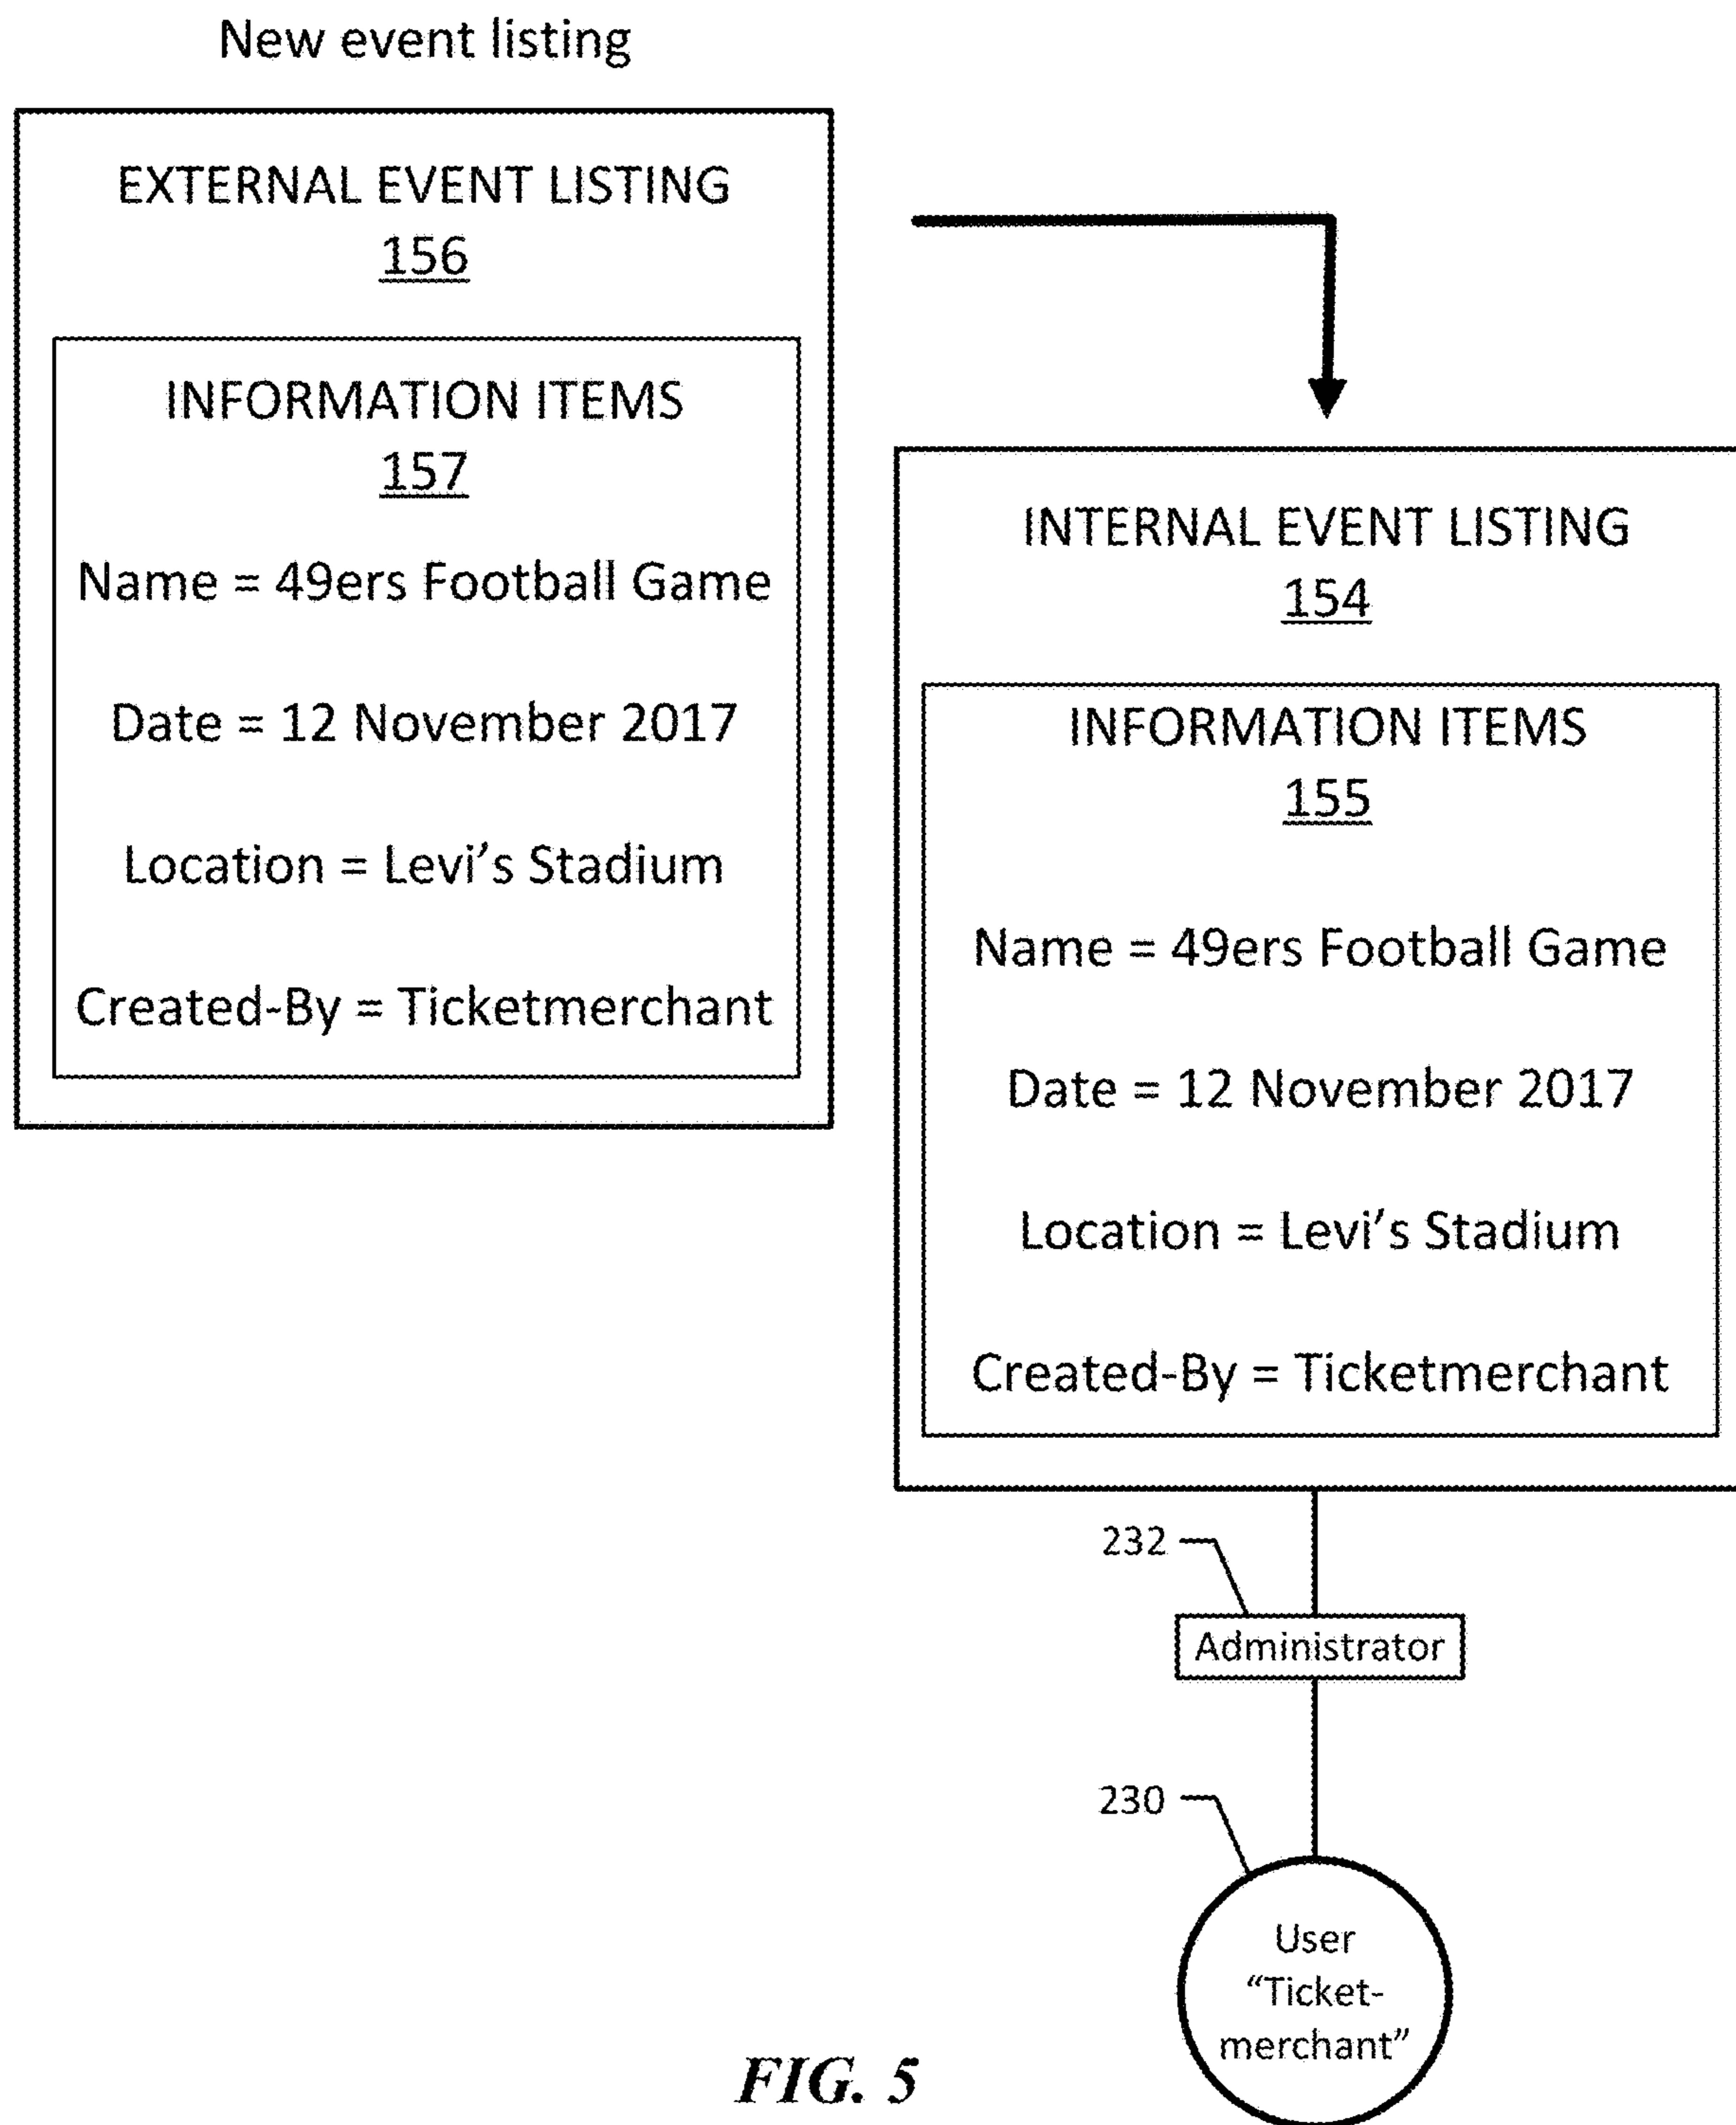 New event listing
EXTERNAL EVENT LISTING
156
INFORMATION ITEMS
157
Name = 49ers Football Game
Date = 12 November 2017
Location = Levi’s Stadium
Created-By = Ticketmerchant
INTERNAL EVENT LISTING
154
INFORMATION ITEMS
155
Name = 49ers Football Game
Date = 12 November 2017
Location = Levi’s Stadium
Created-By = Ticketmerchant
232
Administrator
230
User
“Ticket-
merchant”
FIG. 5